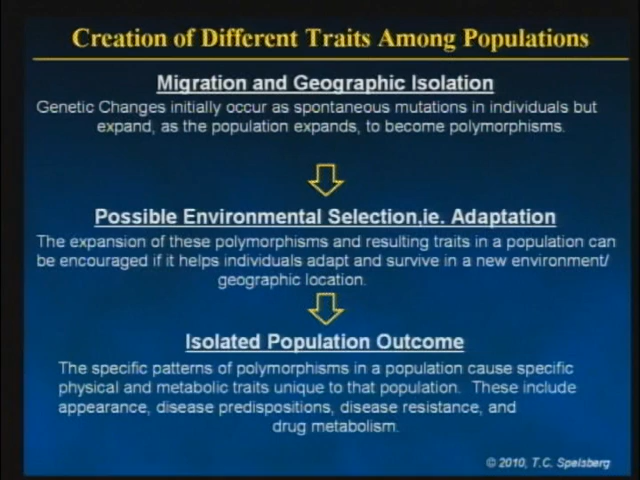 Creation of Different Traits Among Populations
Migration and Geographic Isolation
Genetic Changes initially occur as spontaneous mutations in individuals but
expand, as the population expands, to become polymorphisms.
Possible Environmental Selection,ie. Adaptation
The expansion of these polymorphisms and resulting traits in a population can
be encouraged if it helps individuals adapt and survive in a new environment/
geographic location.
Isolated Population Outcome
The specific patterns of polymorphisms in a population cause specific
physical and metabolic traits unique to that population. These include
appearance, disease predispositions, disease resistance, and
drug metabolism.
© 2010, T.C. Spelsberg